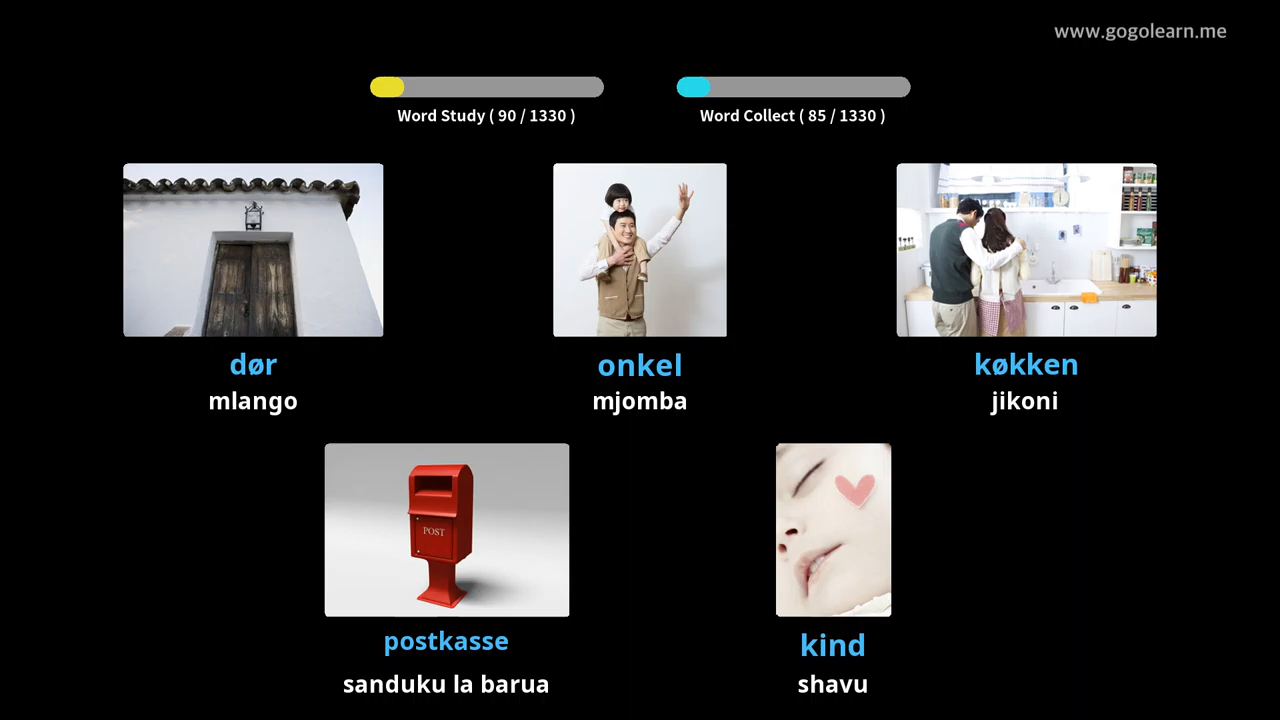 www.gogolearn.me
Word Study ( 90 / 1330 )
Word Collect ( 85 / 1330 )
dør
mlango
onkel
mjomba
køkken
jikoni
POST
postkasse
sanduku la barua
kind
shavu